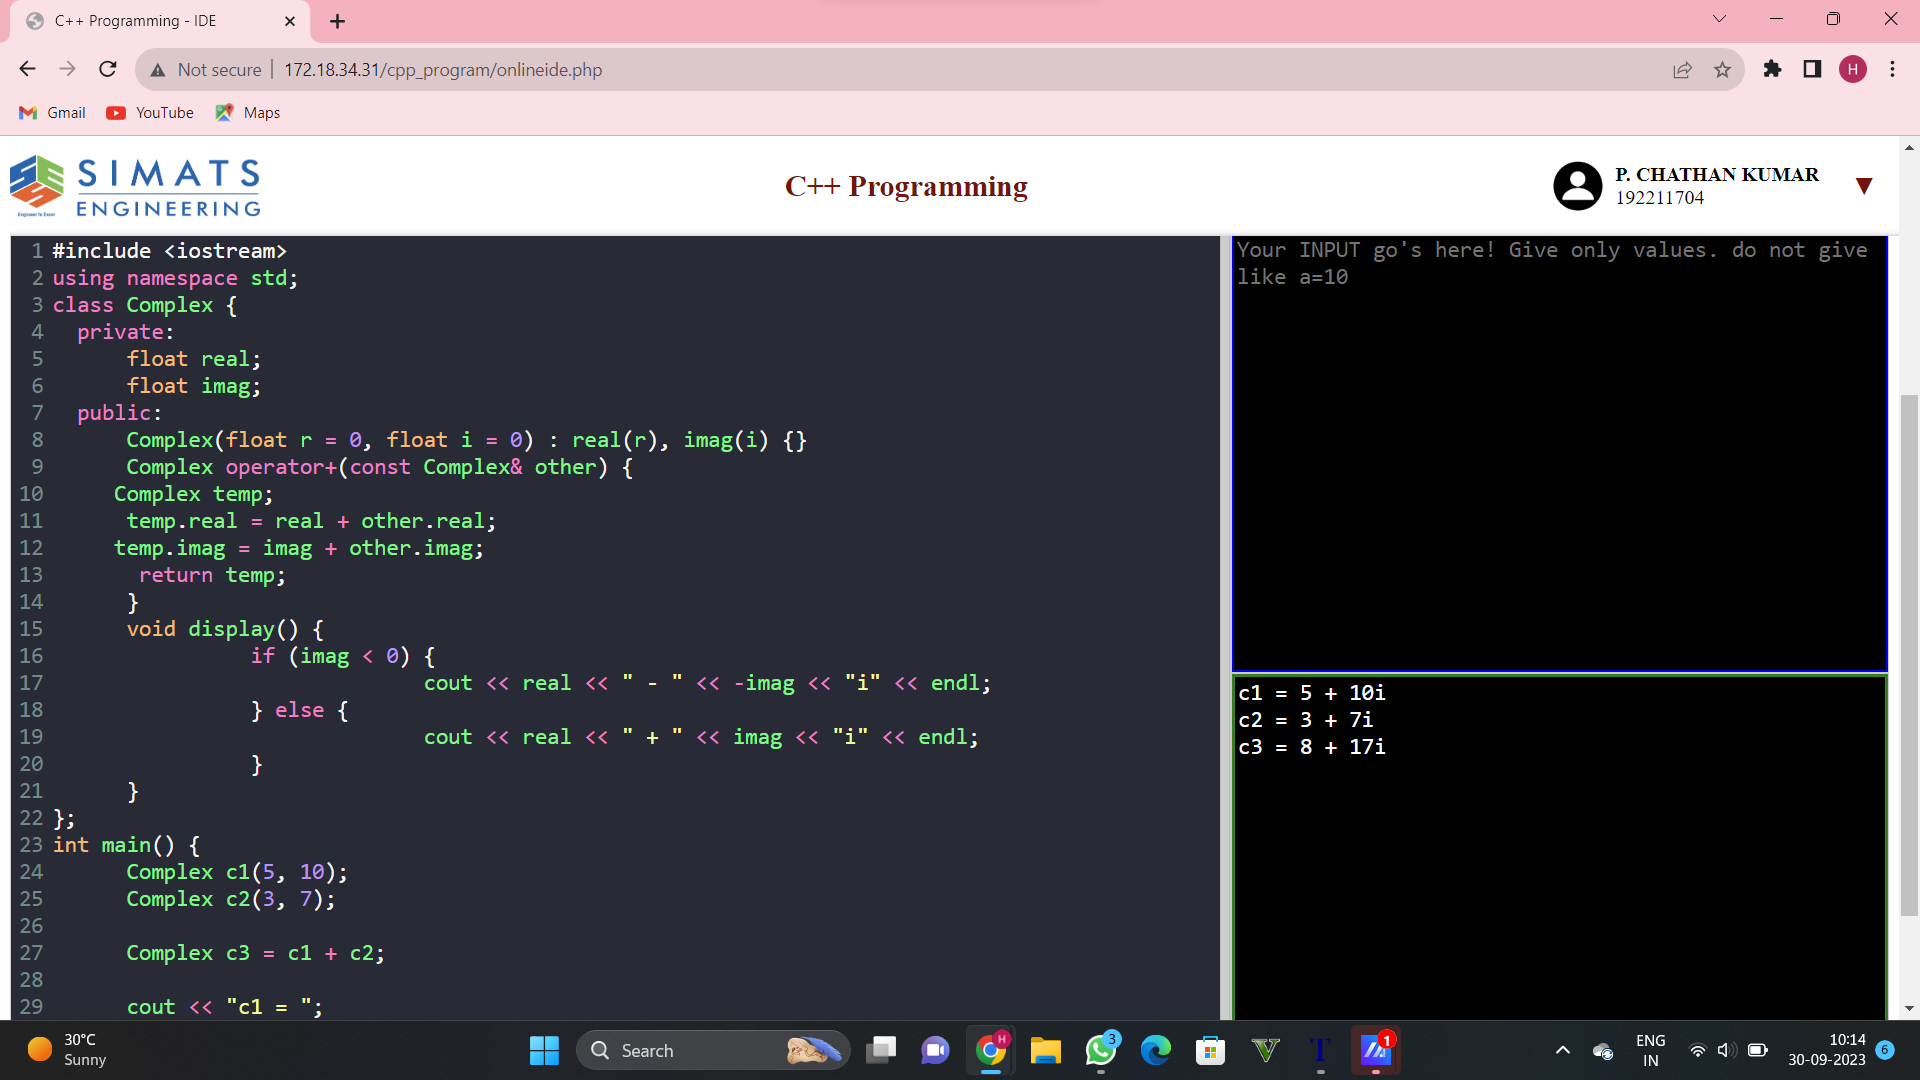 C++ Programming - IDE
Not secure | 172.18.34.31/cpp_program/onlineide.php
H
Gmail YouTube Maps
SIMATS
ENGINEERING
Engineer to Excel
C++ Programming
P. CHATHAN KUMAR
192211704
1 #include <iostream>
2 using namespace std;
3 class Complex {
4   private:
5       float real;
6       float imag;
7   public:
8       Complex(float r = 0, float i = 0) : real(r), imag(i) {}
9       Complex operator+(const Complex& other) {
10      Complex temp;
11       temp.real = real + other.real;
12      temp.imag = imag + other.imag;
13        return temp;
14       }
15       void display() {
16                 if (imag < 0) {
17                               cout << real << " - " << -imag << "i" << endl;
18                 } else {
19                               cout << real << " + " << imag << "i" << endl;
20                 }
21       }
22 };
23 int main() {
24       Complex c1(5, 10);
25       Complex c2(3, 7);
26
27       Complex c3 = c1 + c2;
28
29       cout << "c1 = ";
Your INPUT go's here! Give only values. do not give
like a=10
c1 = 5 + 10i
c2 = 3 + 7i
c3 = 8 + 17i
30°C
Sunny
Search
H
3
V
T
1
ENG
IN
10:14
30-09-2023
6